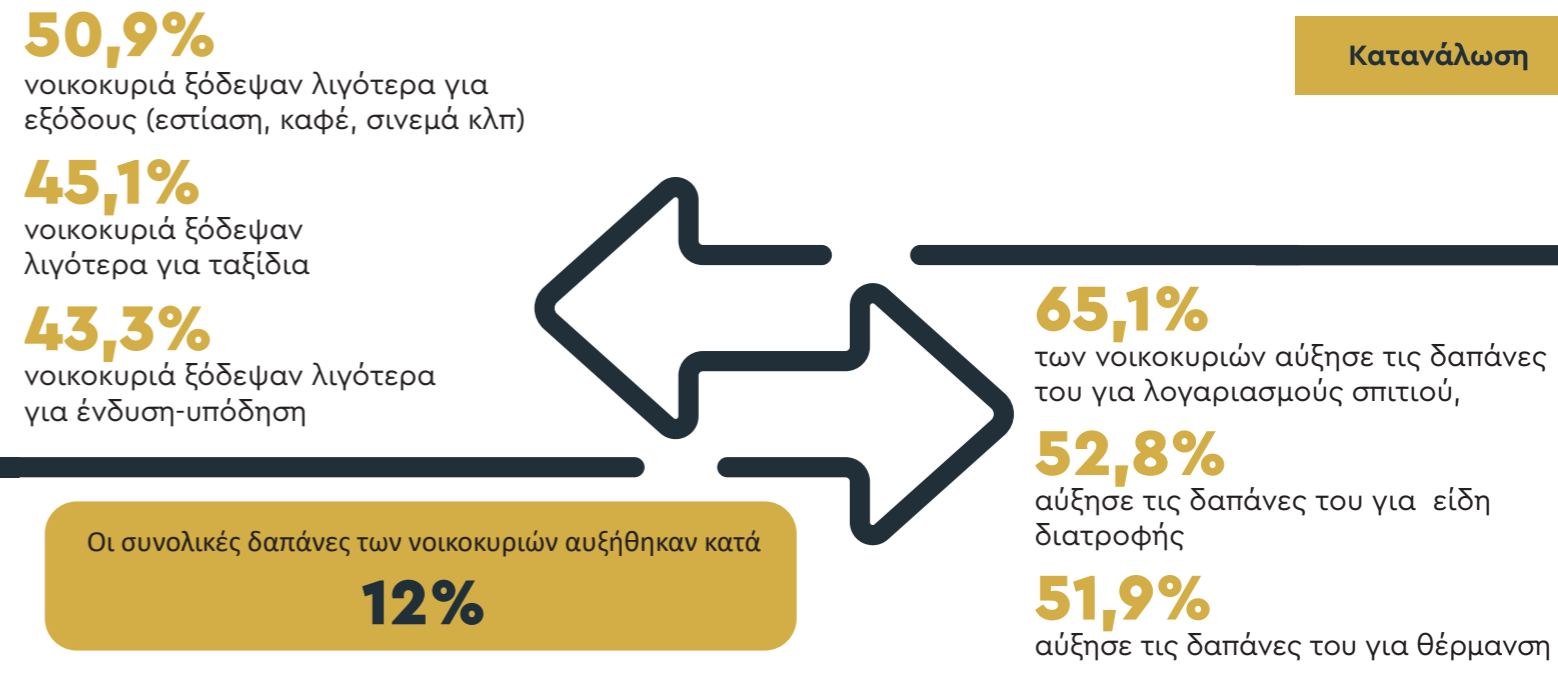 Κατανάλωση
50,9%
νοικοκυριά ξόδεψαν λιγότερα για
εξόδους (εστίαση, καφέ, σινεμά κλπ)
45,1%
νοικοκυριά ξόδεψαν
λιγότερα για ταξίδια
43,3%
νοικοκυριά ξόδεψαν λιγότερα
για ένδυση-υπόδηση
65,1%
των νοικοκυριών αύξησε τις δαπάνες
του για λογαριασμούς σπιτιού,
52,8%
αύξησε τις δαπάνες του για είδη
διατροφής
51,9%
αύξησε τις δαπάνες του για θέρμανση
Οι συνολικές δαπάνες των νοικοκυριών αυξήθηκαν κατά
12%